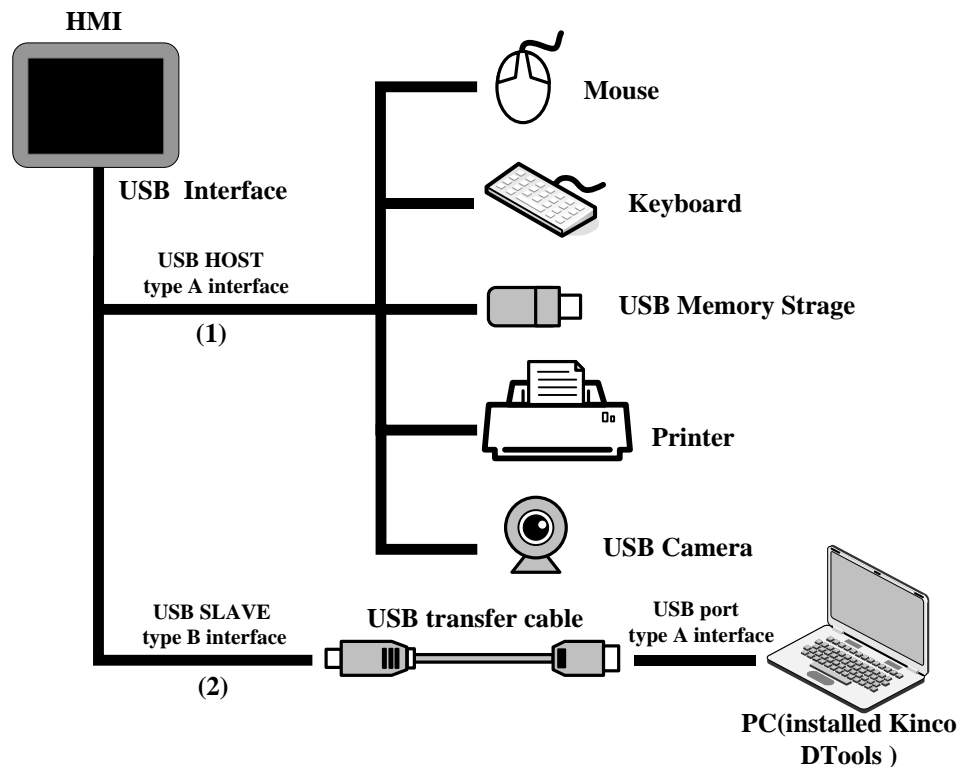 HMI
Mouse
USB Interface
Keyboard
USB HOST
type A interface
(1)
USB Memory Strage
Printer
USB Camera
USB SLAVE
type B interface
(2)
USB transfer cable
USB port
type A interface
PC(installed Kinco
DTools )